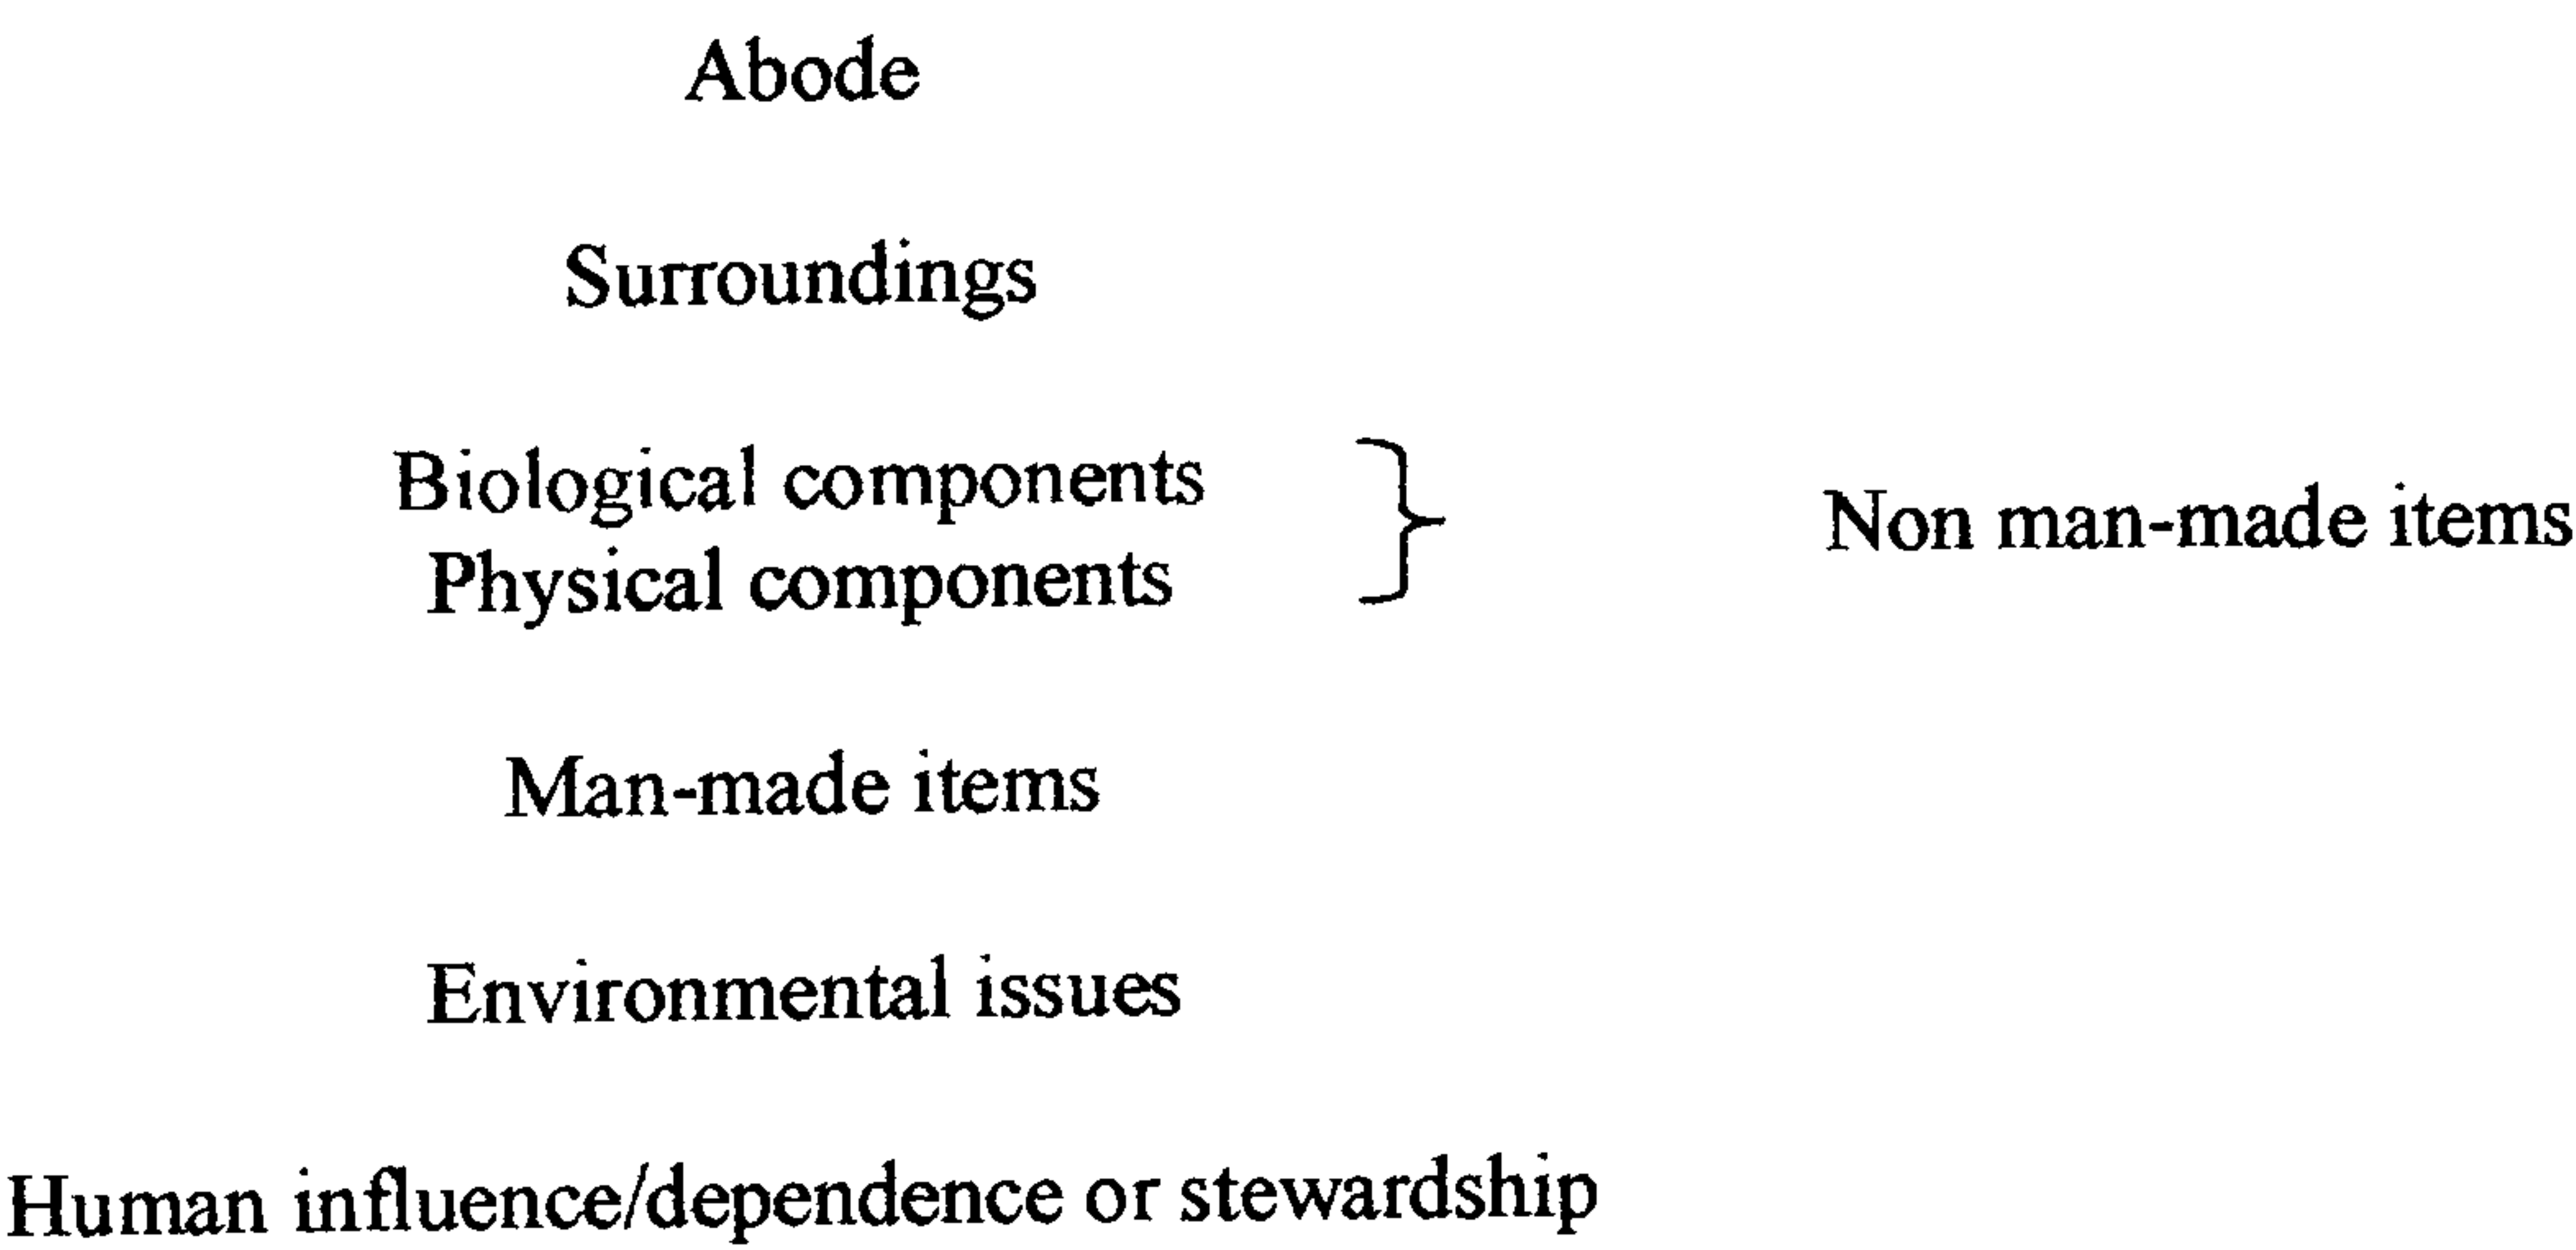 Abode
Surroundings
Biological components
Physical components
Non man-made items
Man-made items
Environmental issues
Human influence/dependence or stewardship